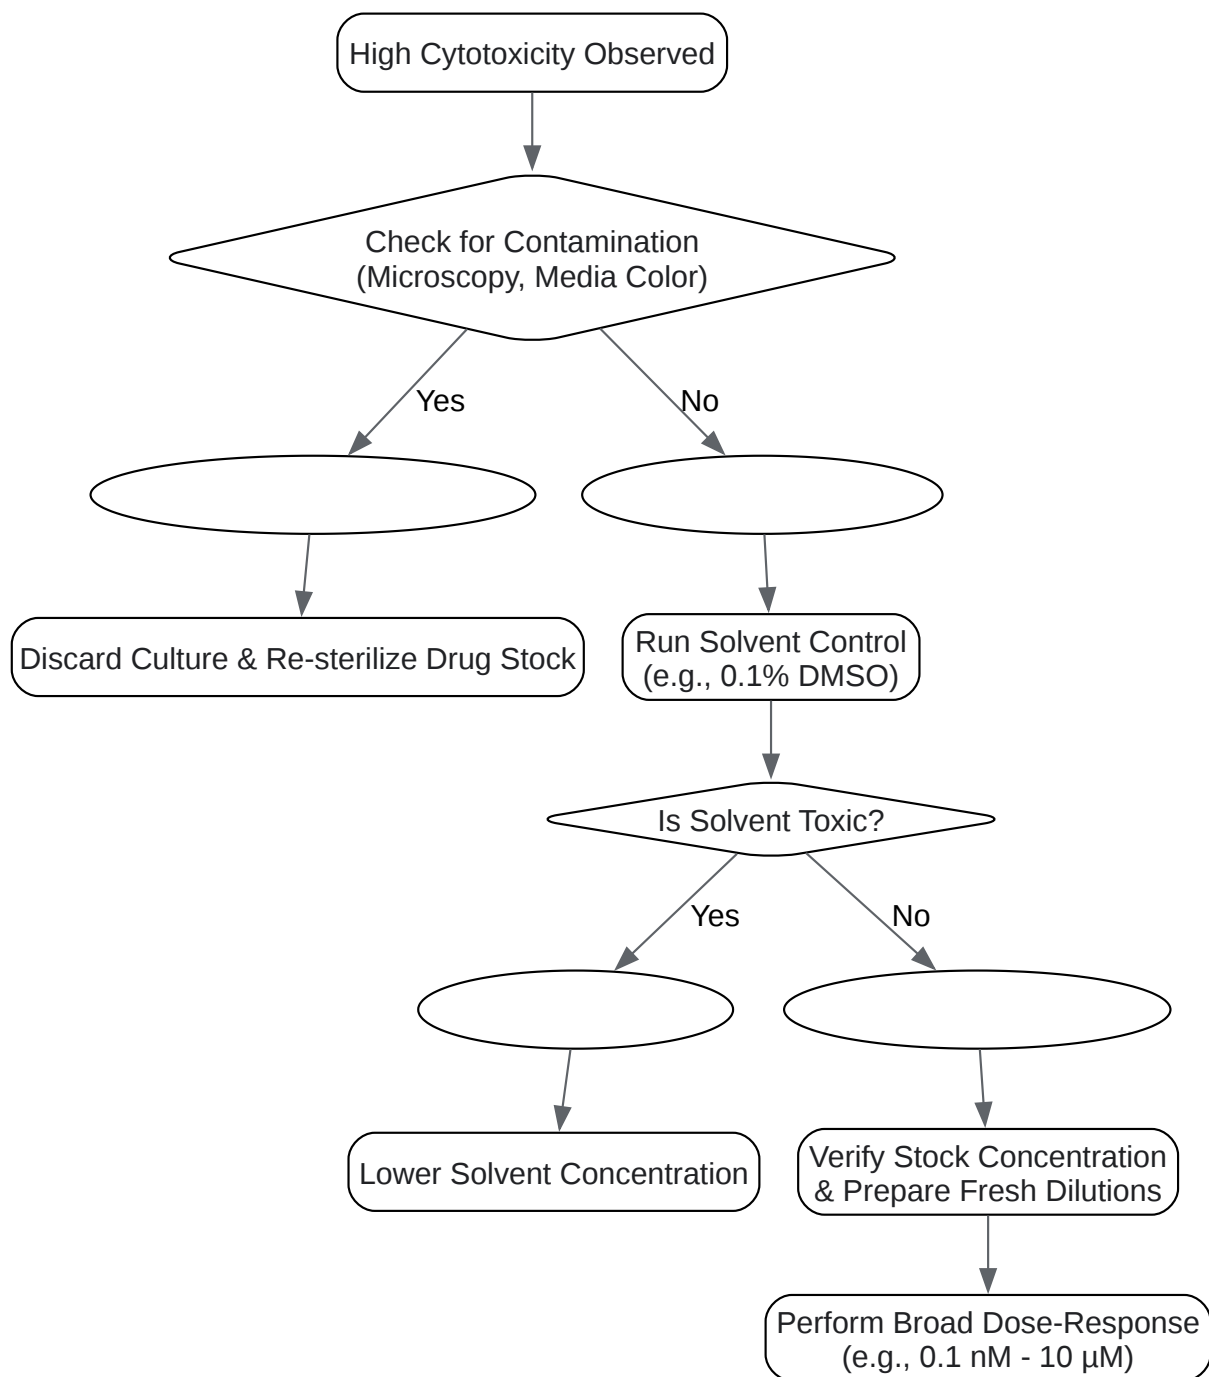 High Cytotoxicity Observed
Check for Contamination
(Microscopy, Media Color)
Yes
No
Discard Culture & Re-sterilize Drug Stock
Run Solvent Control
(e.g., 0.1% DMSO)
Is Solvent Toxic?
Yes
No
Lower Solvent Concentration
Verify Stock Concentration
& Prepare Fresh Dilutions
Perform Broad Dose-Response
(e.g., 0.1 nM - 10 µM)